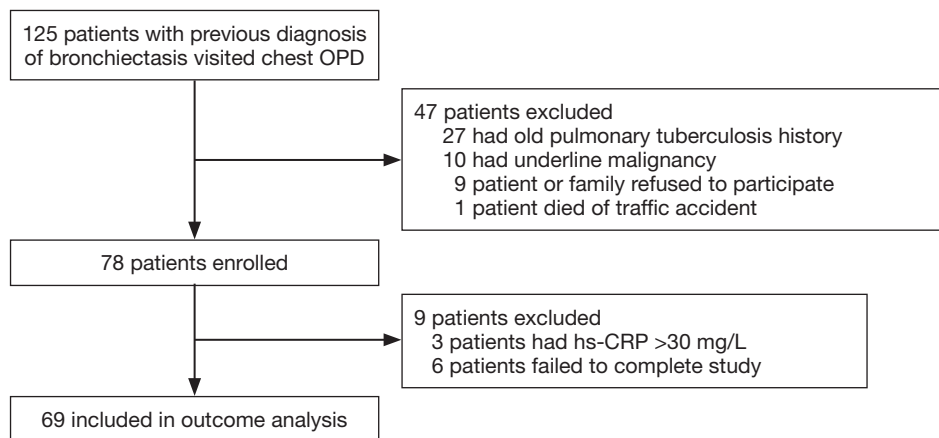 125 patients with previous diagnosis
of bronchiectasis visited chest OPD
47 patients excluded
27 had old pulmonary tuberculosis history
10 had underline malignancy
9 patient or family refused to participate
1 patient died of traffic accident
78 patients enrolled
9 patients excluded
3 patients had hs-CRP >30 mg/L
6 patients failed to complete study
69 included in outcome analysis